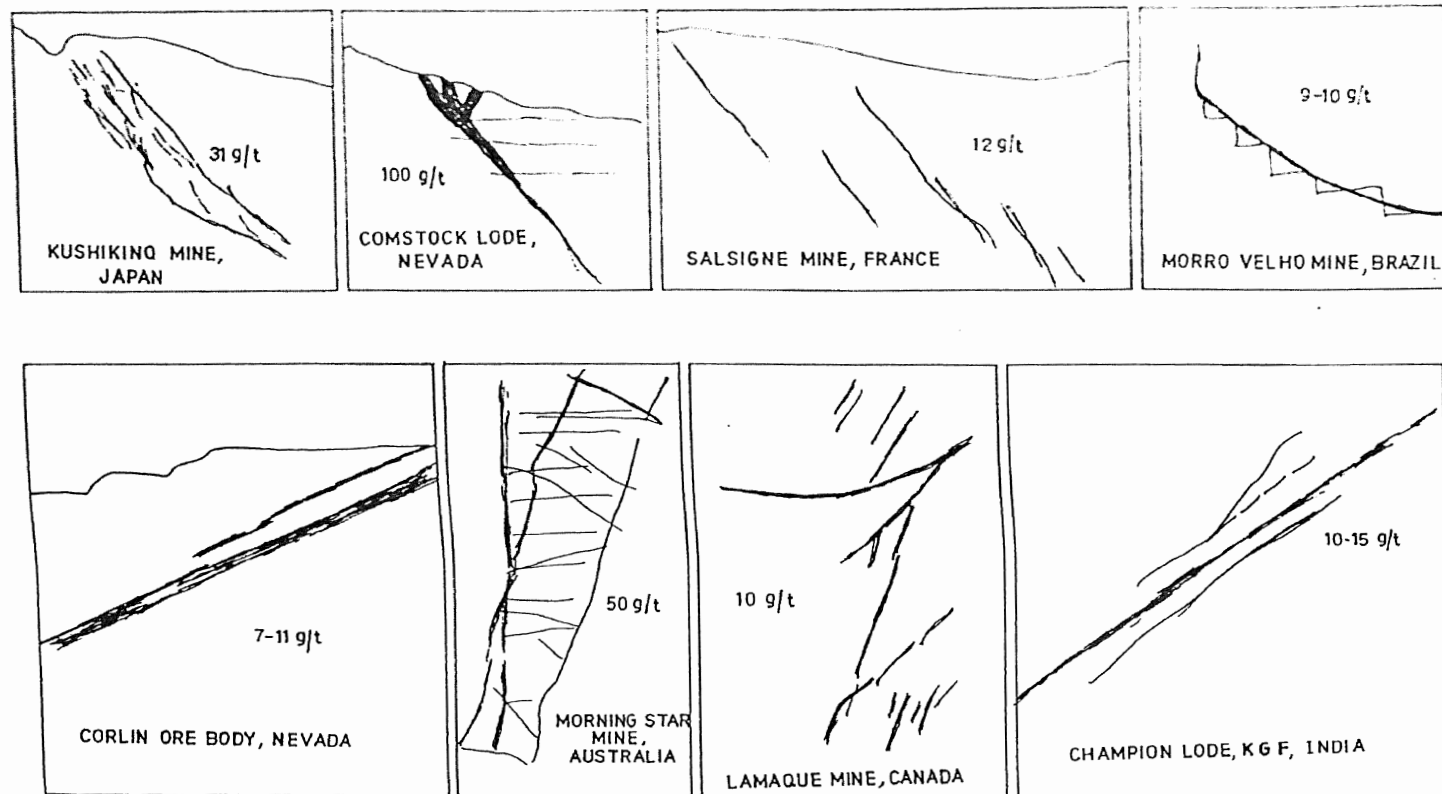 31 g/t
KUSHIKINO MINE,
JAPAN
100 g/t
COMSTOCK LODE,
NEVADA
12 g/t
SALSIGNE MINE, FRANCE
9-10 g/t
MORRO VELHO MINE, BRAZIL
7-11 g/t
CORLIN ORE BODY, NEVADA
50 g/t
MORNING STAR
MINE,
AUSTRALIA
10 g/t
LAMAQUE MINE, CANADA
10-15 g/t
CHAMPION LODE, K G F, INDIA